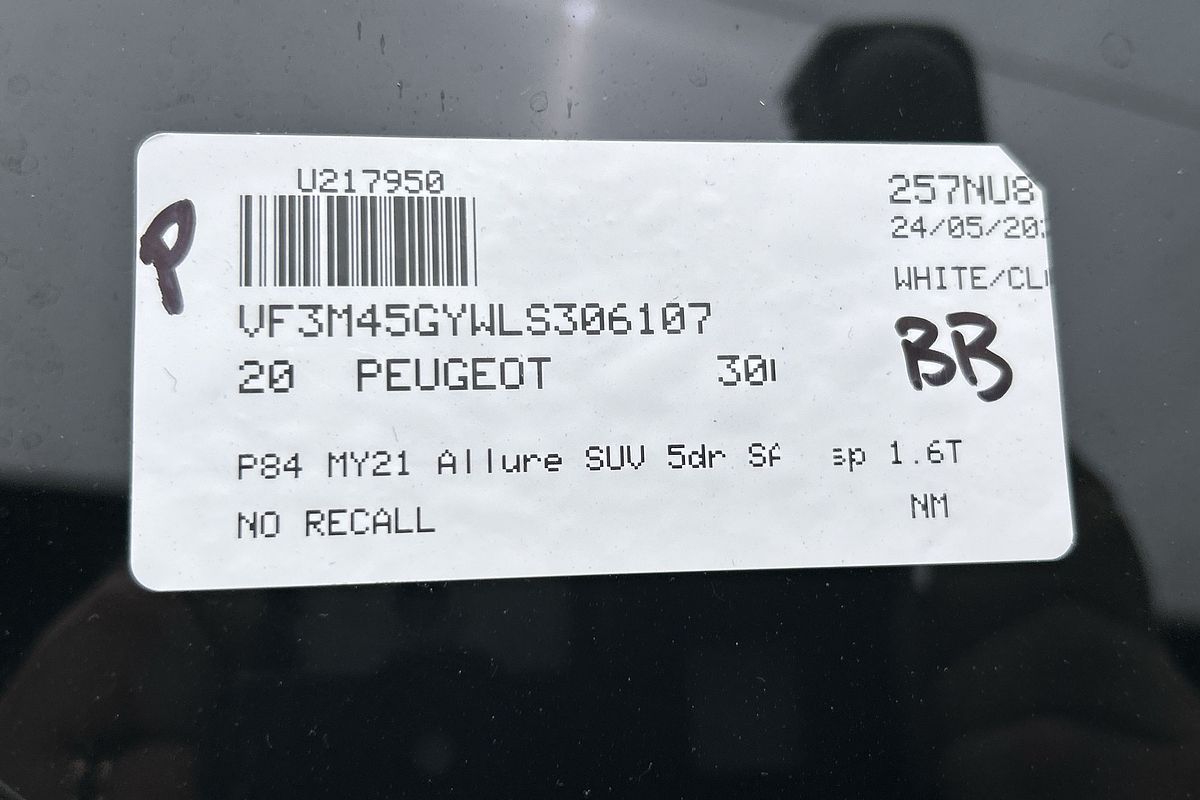 U217950
257NU8
24/05/20
P
WHITE/CL
VF3M45GYWLS306107
BB
20 PEUGEOT
P84 MY21 Allure SUV 5dr sp 1.6T
NO RECALL NM